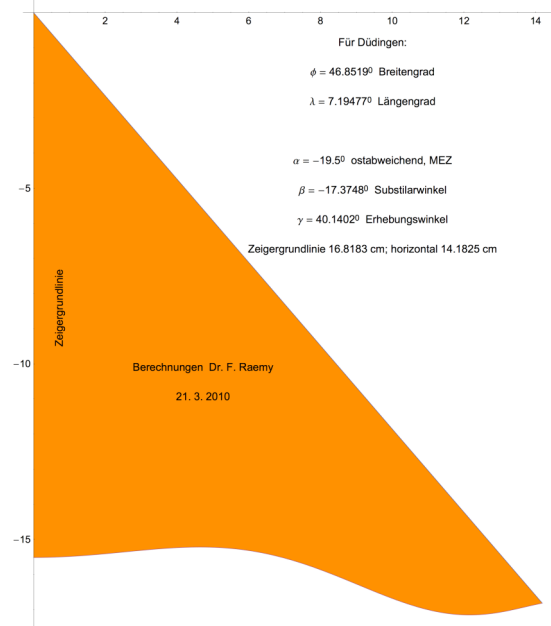 2 4 6 8 10 12 14
Für Düdingen:
ϕ = 46.8519⁰ Breitengrad
λ = 7.19477⁰ Längengrad
α = −19.5⁰ ostabweichend, MEZ
−5
β = −17.3748⁰ Substilarwinkel
γ = 40.1402⁰ Erhebungswinkel
Zeigergrundlinie 16.8183 cm; horizontal 14.1825 cm
Zeigergrundlinie
−10
Berechnungen Dr. F. Raemy
21. 3. 2010
−15